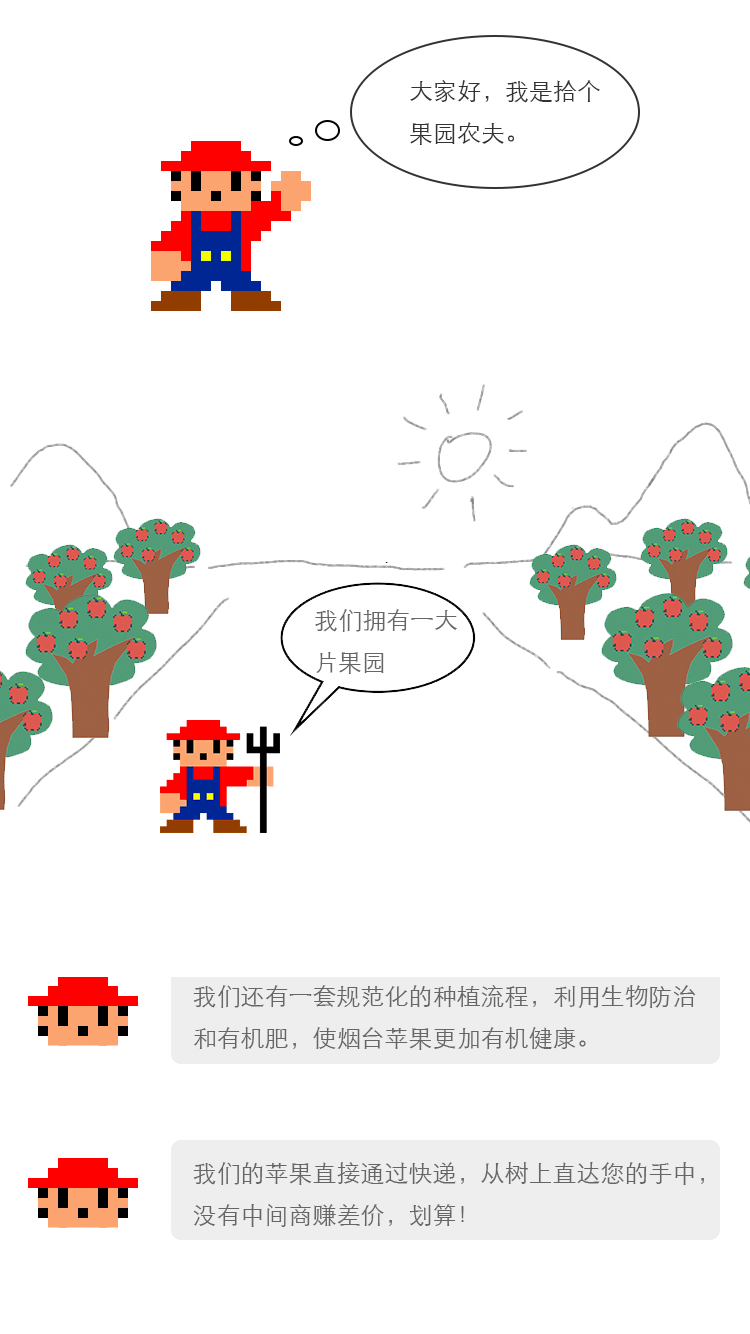 大家好，我是拾个
果园农夫。
我们拥有一大
片果园
我们还有一套规范化的种植流程，利用生物防治
和有机肥，使烟台苹果更加有机健康。
我们的苹果直接通过快递，从树上直达您的手中，
没有中间商赚差价，划算！